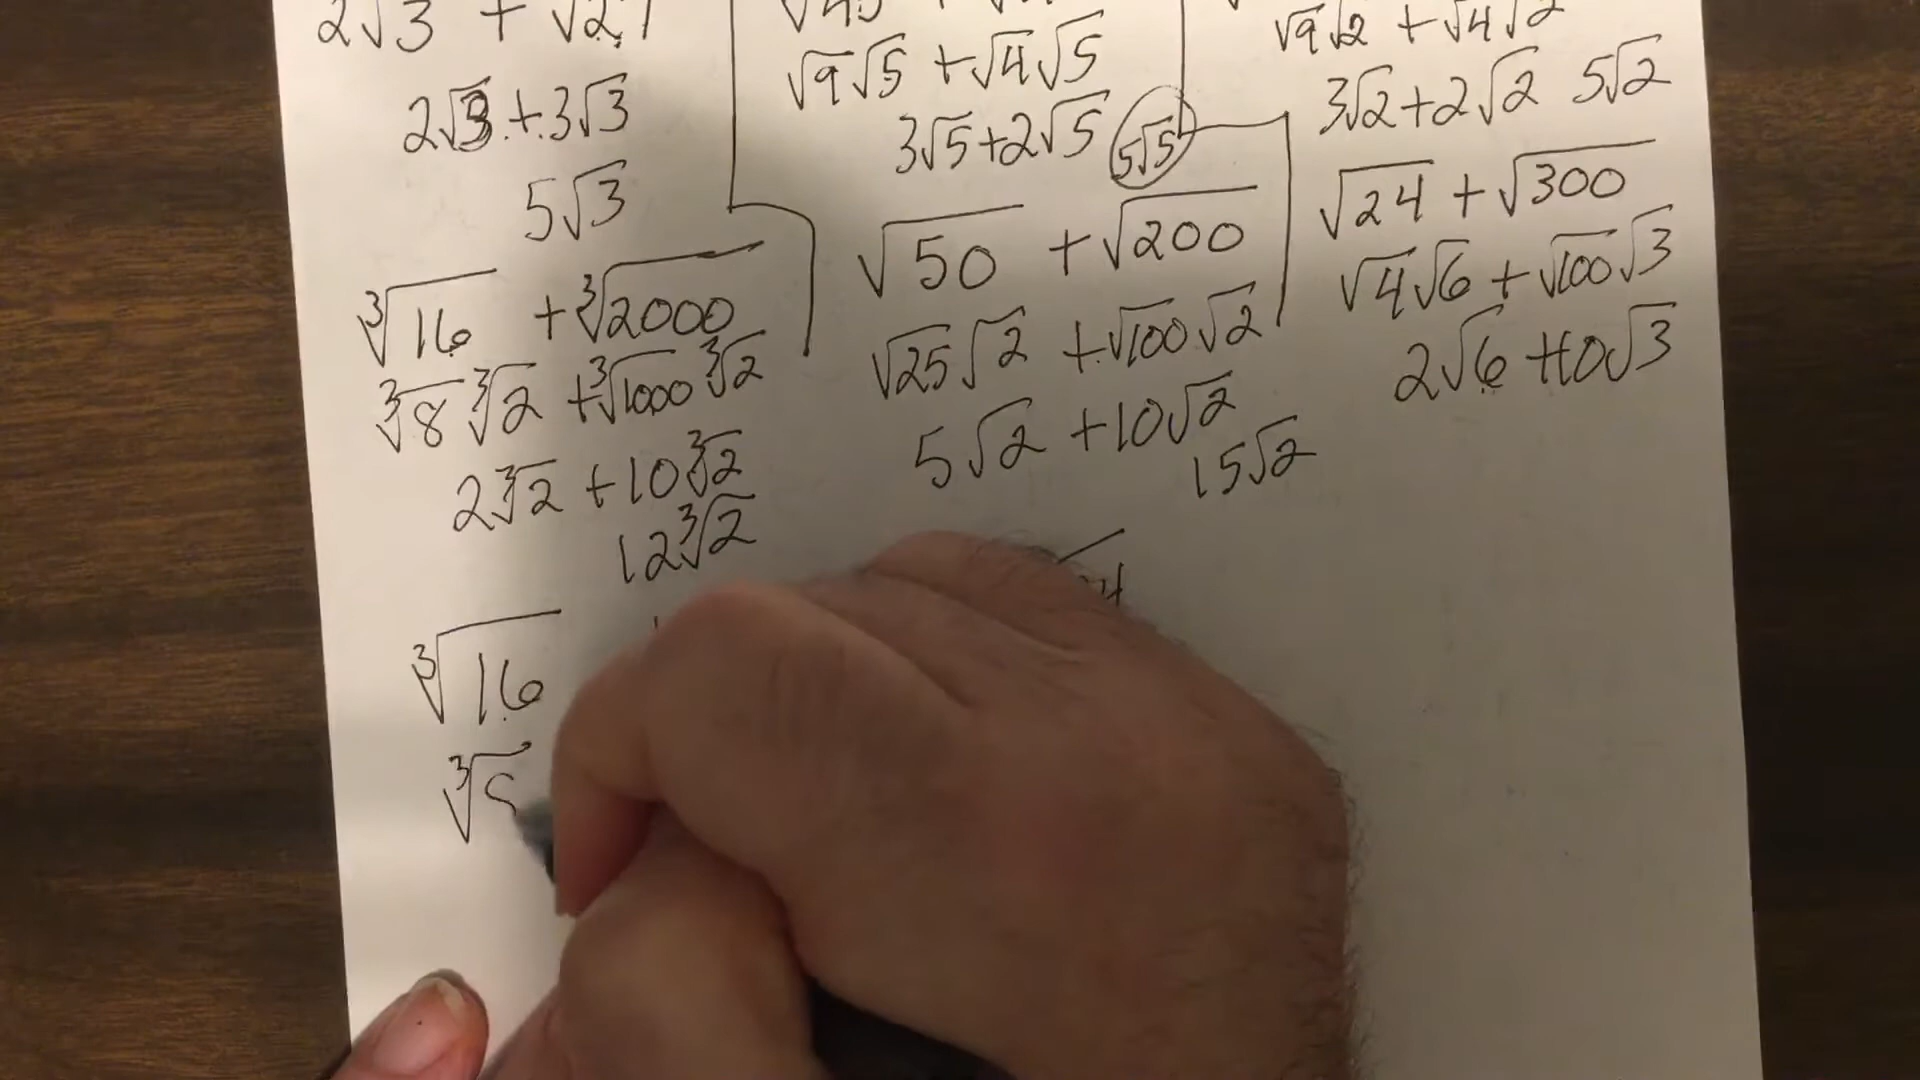 2√3 + √27
2√3 + 3√3
5√3
∛16 + ∛2000
∛8 ∛2 + ∛1000 ∛2
2∛2 + 10∛2
12∛2
∛16
∛8
√45 +
√9√5 + √4√5
3√5 + 2√5 5√5
√50 + √200
√25√2 + √100√2
5√2 + 10√2
15√2
√9√2 + √4√2
3√2 + 2√2 5√2
√24 + √300
√4√6 + √100√3
2√6 + 10√3